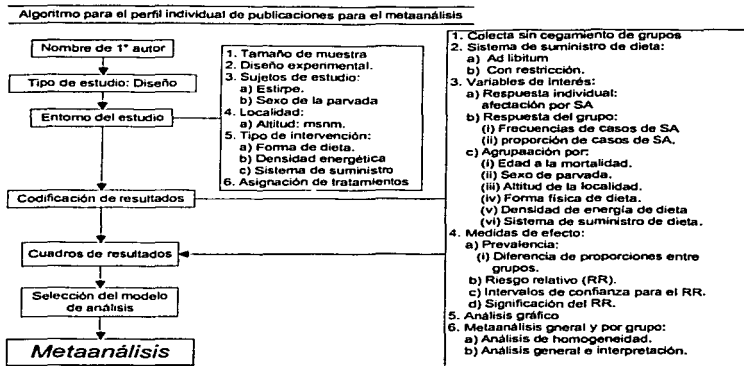 Algoritmo para el perfil individual de publicaciones para el metaanálisis
Nombre de 1° autor
Tipo de estudio: Diseño
Entorno del estudio
Codificación de resultados
Cuadros de resultados
Selección del modelo
de análisis
Metaanálisis
1. Tamaño de muestra
2. Diseño expenmental.
3. Sujetos de estudio:
a) Estirpe.
b) Sexo de la parvada
4. Localidad:
a) Altitud: msnm.
5. Tipo de intervención:
a) Forma de dieta.
b) Densidad energética
c) Sistema de suministro
6. Asignación de tratamientos
1. Colecta sin cegamiento de grupos
2. Sistema de suministro de dieta:
a) Ad libitum
b) Con restricción.
3. Variables de interés:
a) Respuesta individual:
afectación por SA
b) Respuesta del grupo:
(i) Frecuencias de casos de SA
(ii) proporción de casos de SA.
c) Agrupaación por:
(i) Edad a la mortalidad.
(ii) Sexo de parvada.
(iii) Altitud de la localidad.
(iv) Forma física de dieta.
(v) Densidad de energía de dieta
(vi) Sistema de suministro de dieta.
4. Medidas de efecto:
a) Prevalencia:
(i) Diferencia de proporciones entre
grupos.
b) Riesgo relativo (RR).
c) Intervalos de confianza para el RR.
d) Significación del RR.
5. Análisis gráfico
6. Metaanálisis gneral y por grupo:
a) Análisis de homogeneidad.
b) Análisis general e interpretación.